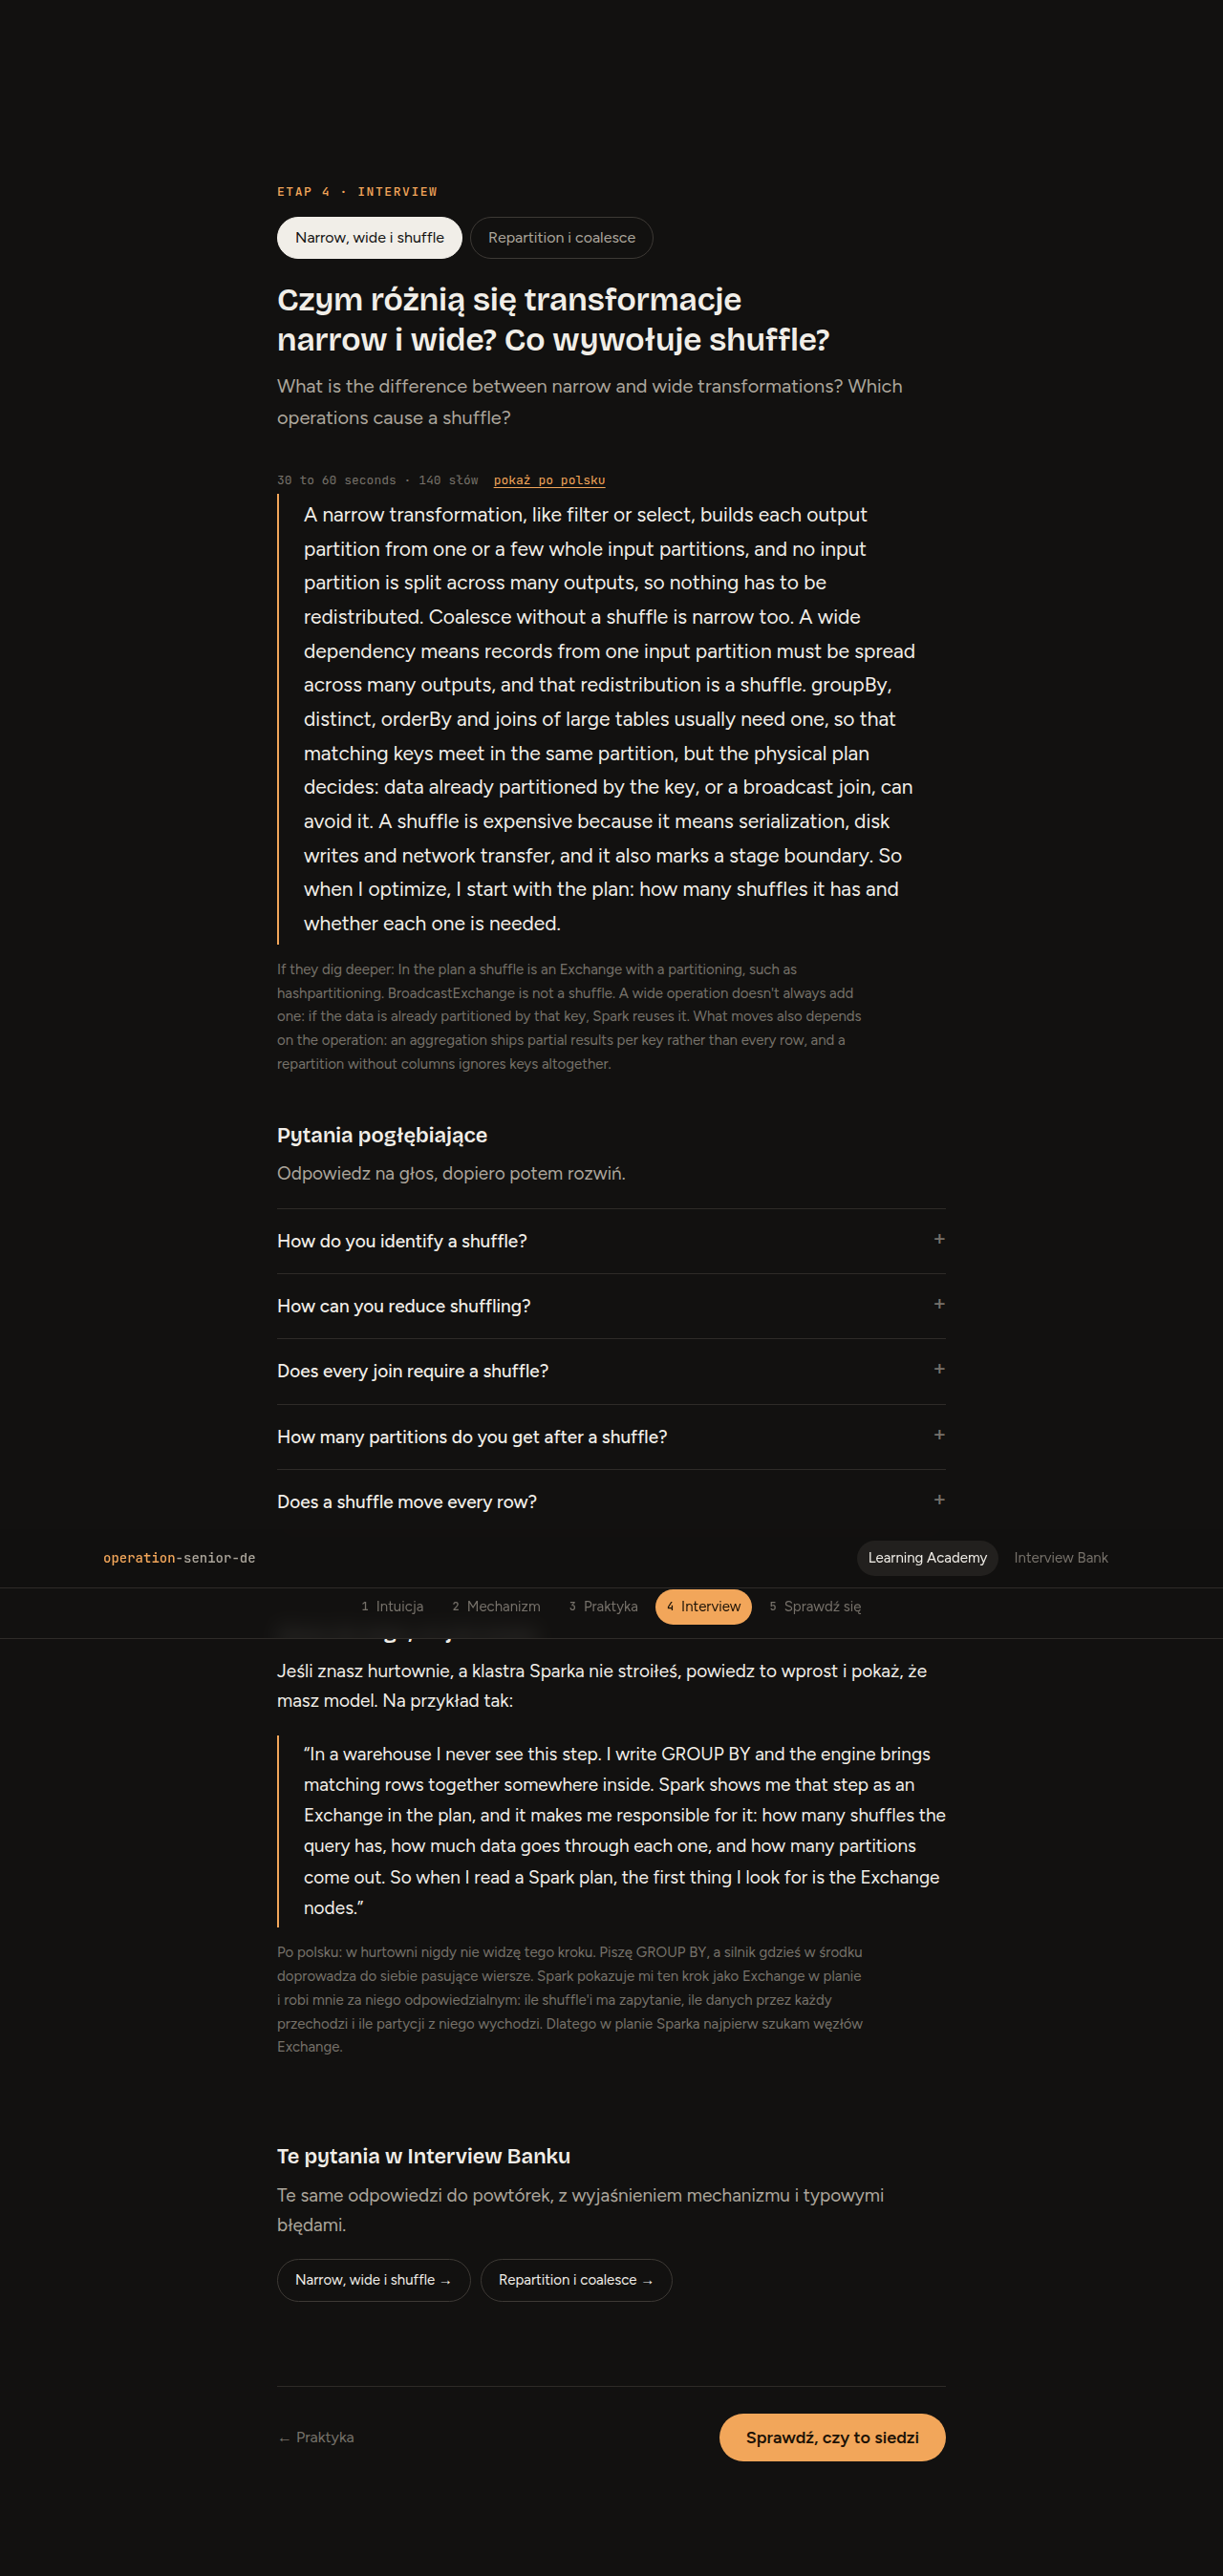 ETAP 4 · INTERVIEW
Narrow, wide i shuffle
Repartition i coalesce
Czym różnią się transformacje
narrow i wide? Co wywołuje shuffle?
What is the difference between narrow and wide transformations? Which
operations cause a shuffle?
30 to 60 seconds · 140 słów pokaż po polsku
A narrow transformation, like filter or select, builds each output
partition from one or a few whole input partitions, and no input
partition is split across many outputs, so nothing has to be
redistributed. Coalesce without a shuffle is narrow too. A wide
dependency means records from one input partition must be spread
across many outputs, and that redistribution is a shuffle. groupBy,
distinct, orderBy and joins of large tables usually need one, so that
matching keys meet in the same partition, but the physical plan
decides: data already partitioned by the key, or a broadcast join, can
avoid it. A shuffle is expensive because it means serialization, disk
writes and network transfer, and it also marks a stage boundary. So
when I optimize, I start with the plan: how many shuffles it has and
whether each one is needed.
If they dig deeper: In the plan a shuffle is an Exchange with a partitioning, such as
hashpartitioning. BroadcastExchange is not a shuffle. A wide operation doesn't always add
one: if the data is already partitioned by that key, Spark reuses it. What moves also depends
on the operation: an aggregation ships partial results per key rather than every row, and a
repartition without columns ignores keys altogether.
Pytania pogłębiające
Odpowiedz na głos, dopiero potem rozwiń.
How do you identify a shuffle? +
How can you reduce shuffling? +
Does every join require a shuffle? +
How many partitions do you get after a shuffle? +
Does a shuffle move every row? +
operation-senior-de
Learning Academy
Interview Bank
1 Intuicja
2 Mechanizm
3 Praktyka
4 Interview
5 Sprawdź się
Jeśli znasz hurtownie, a klastra Sparka nie stroiłeś, powiedz to wprost i pokaż, że
masz model. Na przykład tak:
“In a warehouse I never see this step. I write GROUP BY and the engine brings
matching rows together somewhere inside. Spark shows me that step as an
Exchange in the plan, and it makes me responsible for it: how many shuffles the
query has, how much data goes through each one, and how many partitions
come out. So when I read a Spark plan, the first thing I look for is the Exchange
nodes.”
Po polsku: w hurtowni nigdy nie widzę tego kroku. Piszę GROUP BY, a silnik gdzieś w środku
doprowadza do siebie pasujące wiersze. Spark pokazuje mi ten krok jako Exchange w planie
i robi mnie za niego odpowiedzialnym: ile shuffle'i ma zapytanie, ile danych przez każdy
przechodzi i ile partycji z niego wychodzi. Dlatego w planie Sparka najpierw szukam węzłów
Exchange.
Te pytania w Interview Banku
Te same odpowiedzi do powtórek, z wyjaśnieniem mechanizmu i typowymi
błędami.
Narrow, wide i shuffle →
Repartition i coalesce →
← Praktyka
Sprawdź, czy to siedzi